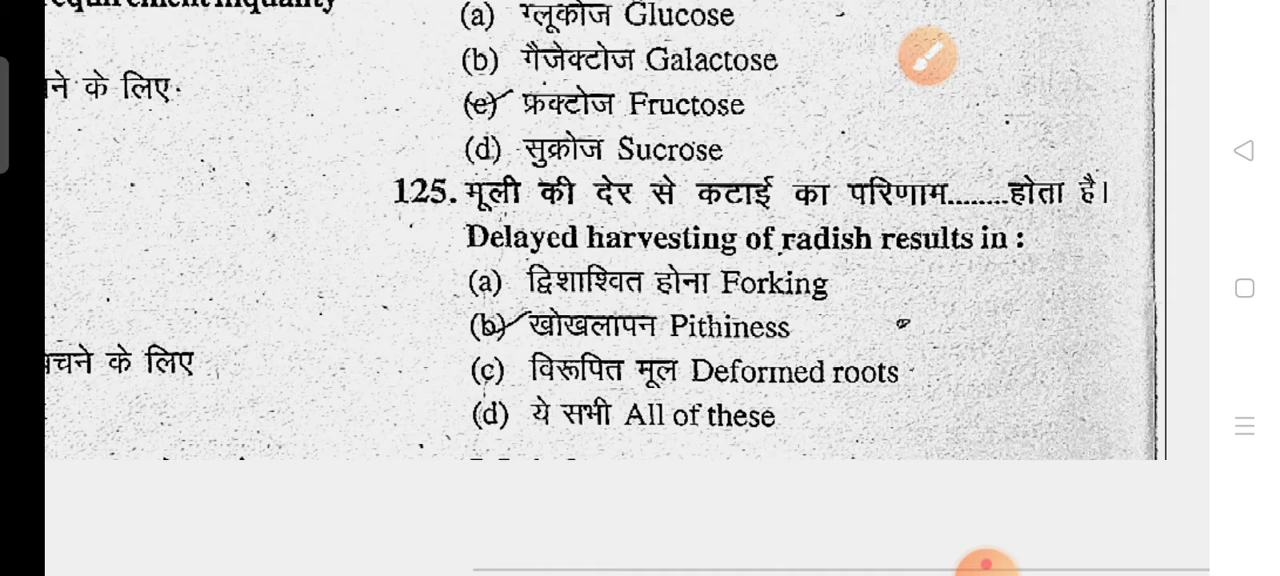 ने के लिए
चने के लिए
(a) ग्लूकोज Glucose
(b) गैजेक्टोज Galactose
(c) फ्रक्टोज Fructose
(d) सुक्रोज Sucrose
125. मूली की देर से कटाई का परिणाम........होता है।
Delayed harvesting of radish results in :
(a) द्विशाश्वित होना Forking
(b) खोखलापन Pithiness
(c) विरूपित मूल Deformed roots
(d) ये सभी All of these